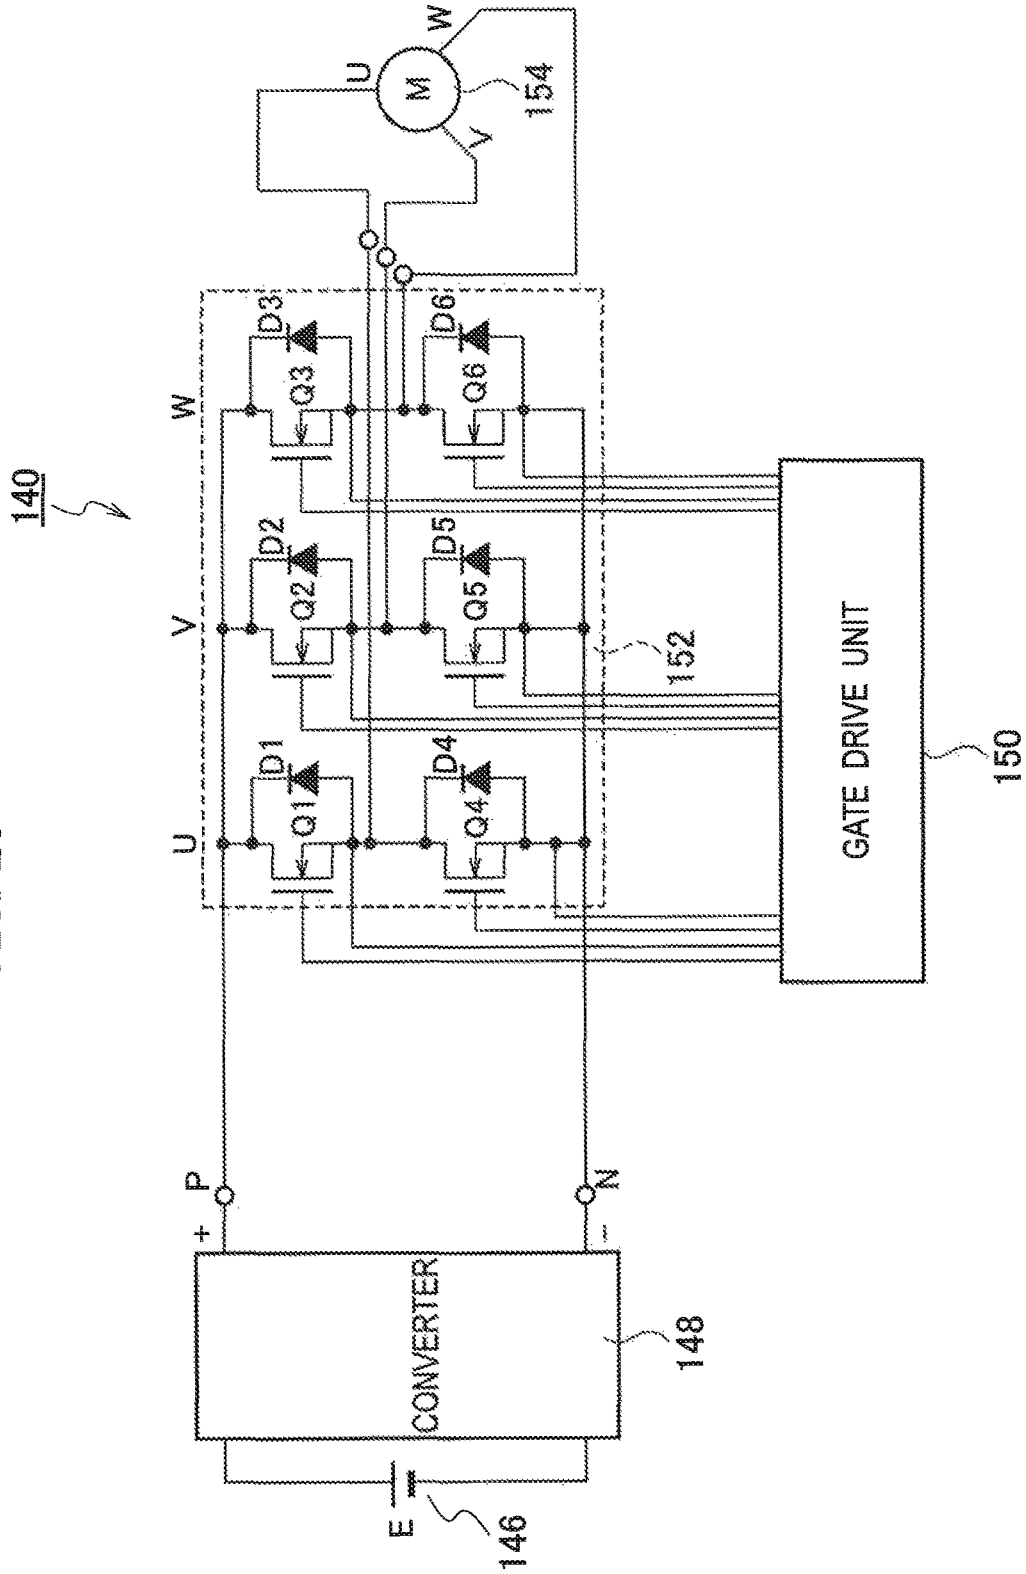 140
U
V
W
Q1
D1
Q2
D2
Q3
D3
Q4
D4
Q5
D5
Q6
D6
152
U
V
W
M
154
P
+
N
-
CONVERTER
148
E
146
GATE DRIVE UNIT
150